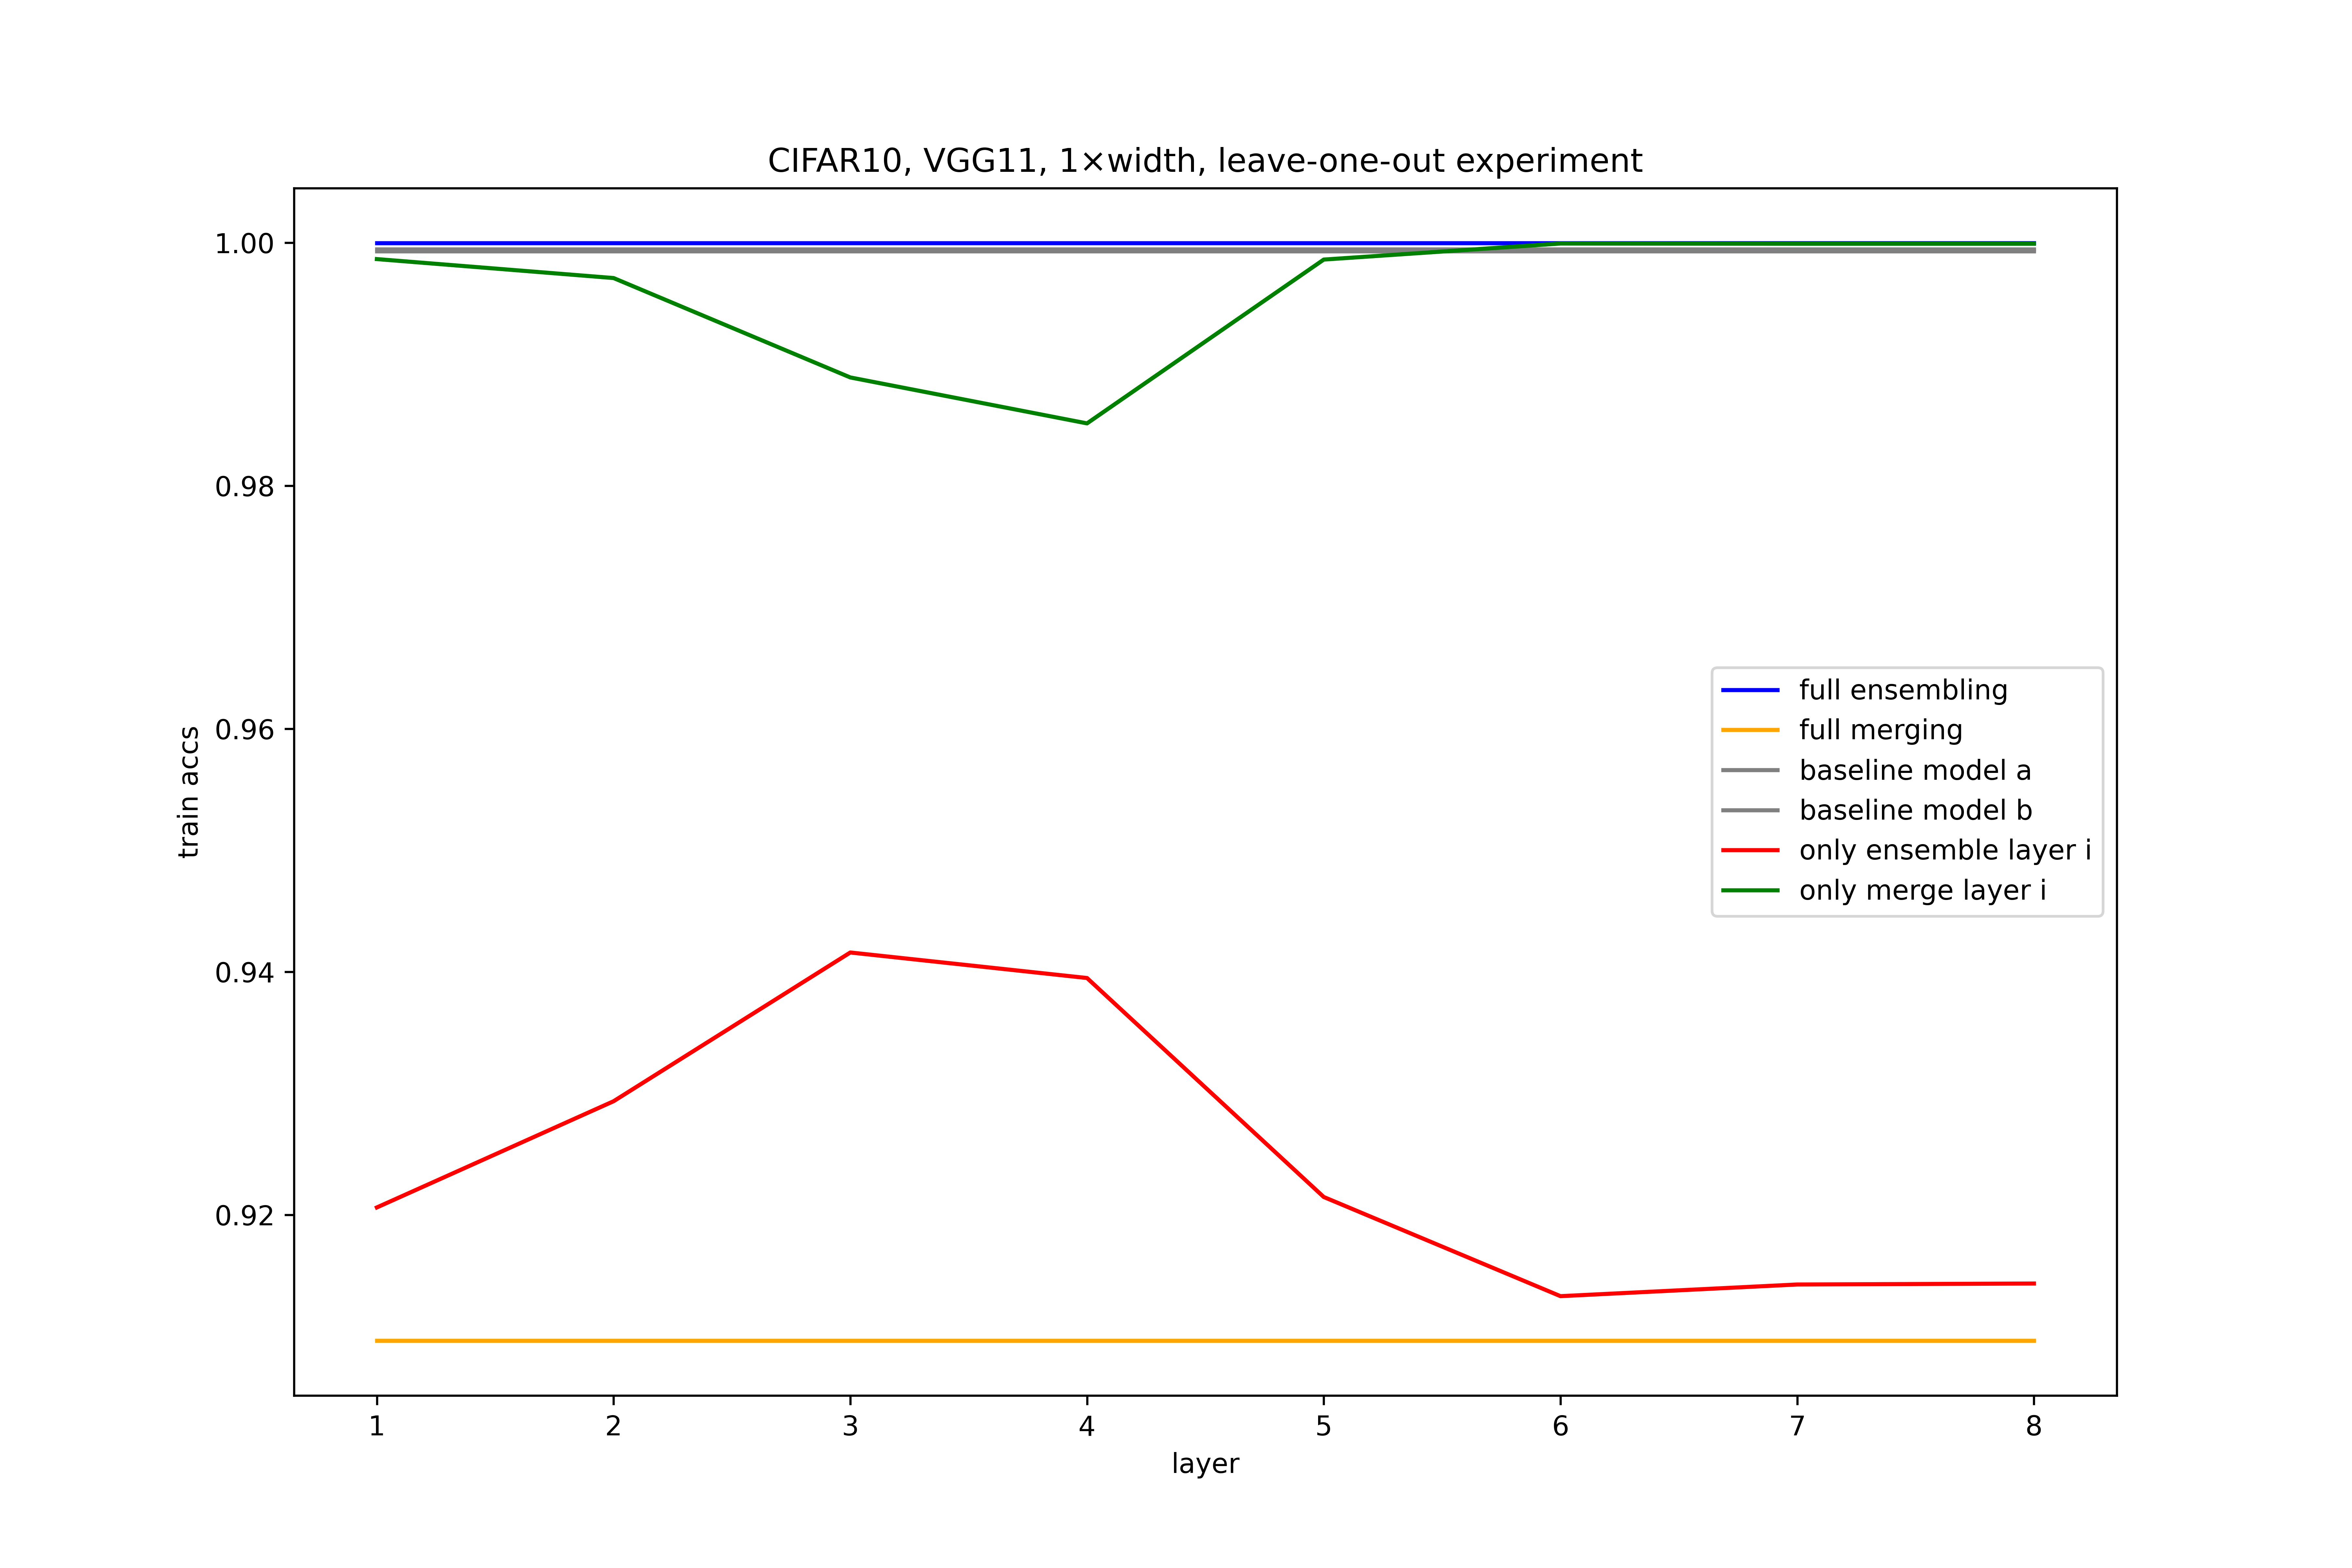 CIFAR10, VGG11, 1×width, leave-one-out experiment
1.00
0.98
0.96
0.94
0.92
train accs
full ensembling
full merging
baseline model a
baseline model b
only ensemble layer i
only merge layer i
1 2 3 4 5 6 7 8
layer